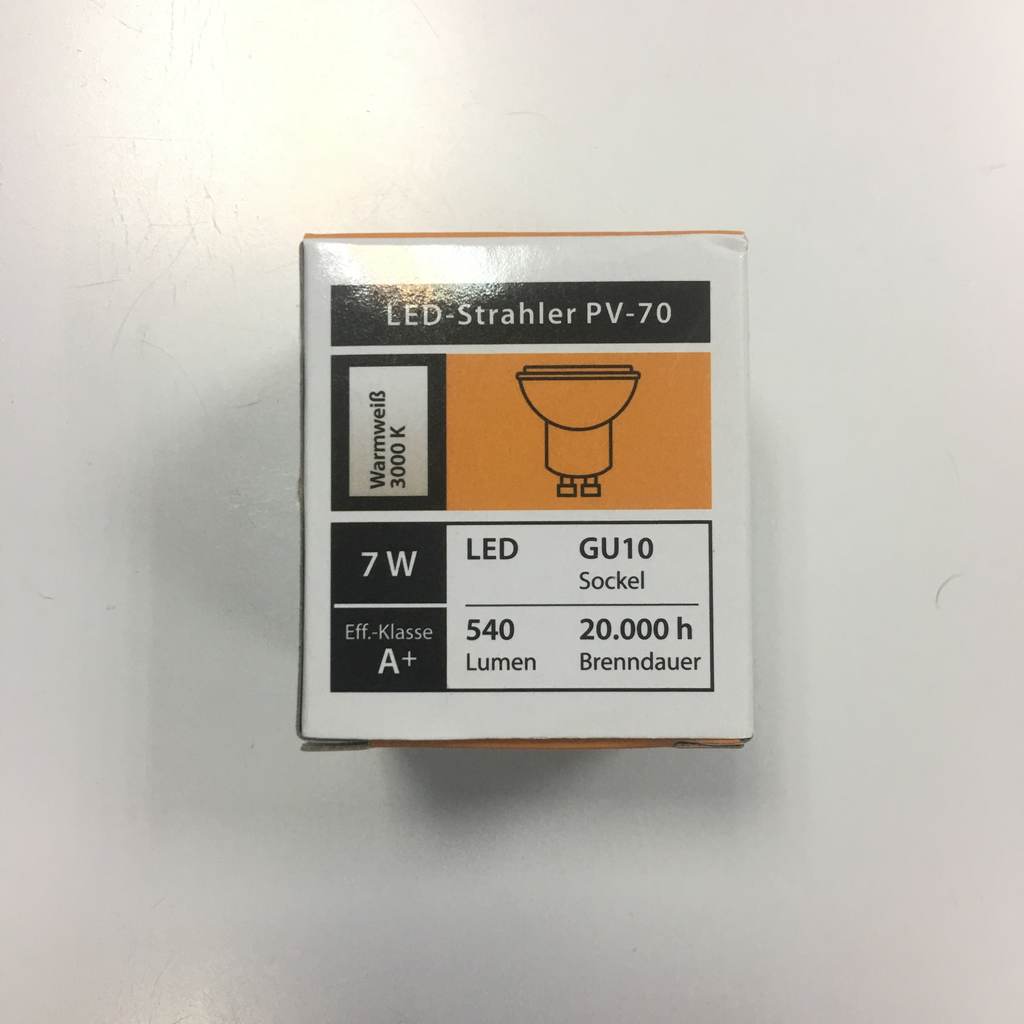 LED-Strahler PV-70
Warmweiß
3000 K
7 W
LED
GU10
Sockel
Eff.-Klasse
A+
540
Lumen
20.000 h
Brenndauer